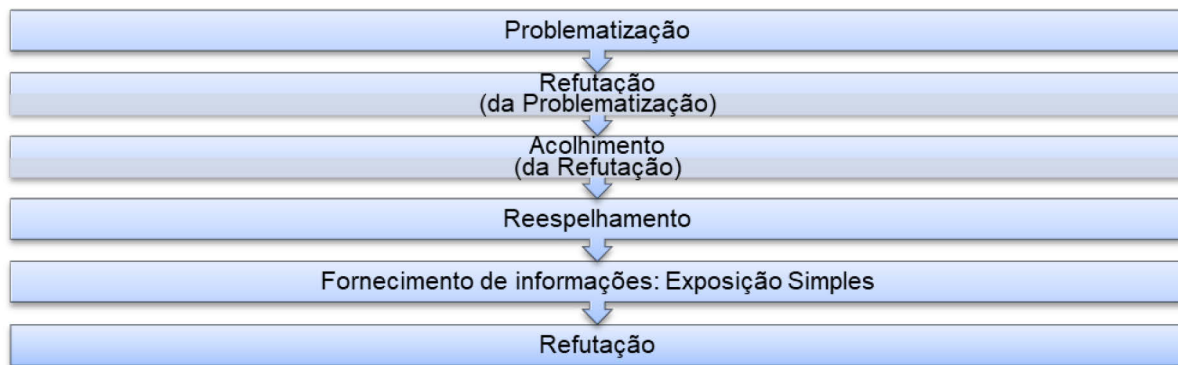 Problematização
Refutação
(da Problematização)
Acolhimento
(da Refutação)
Reespelhamento
Fornecimento de informações: Exposição Simples
Refutação